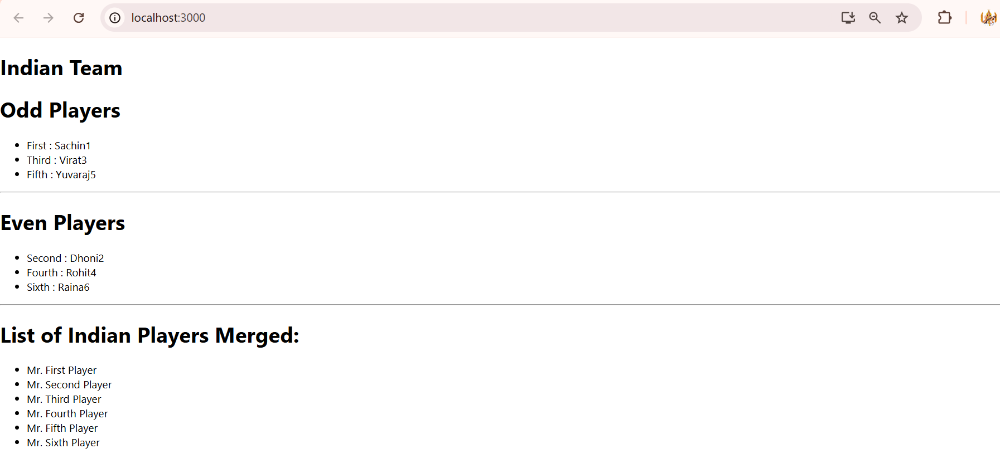 localhost:3000
Indian Team
Odd Players
First : Sachin1
Third : Virat3
Fifth : Yuvaraj5
Even Players
Second : Dhoni2
Fourth : Rohit4
Sixth : Raina6
List of Indian Players Merged:
Mr. First Player
Mr. Second Player
Mr. Third Player
Mr. Fourth Player
Mr. Fifth Player
Mr. Sixth Player